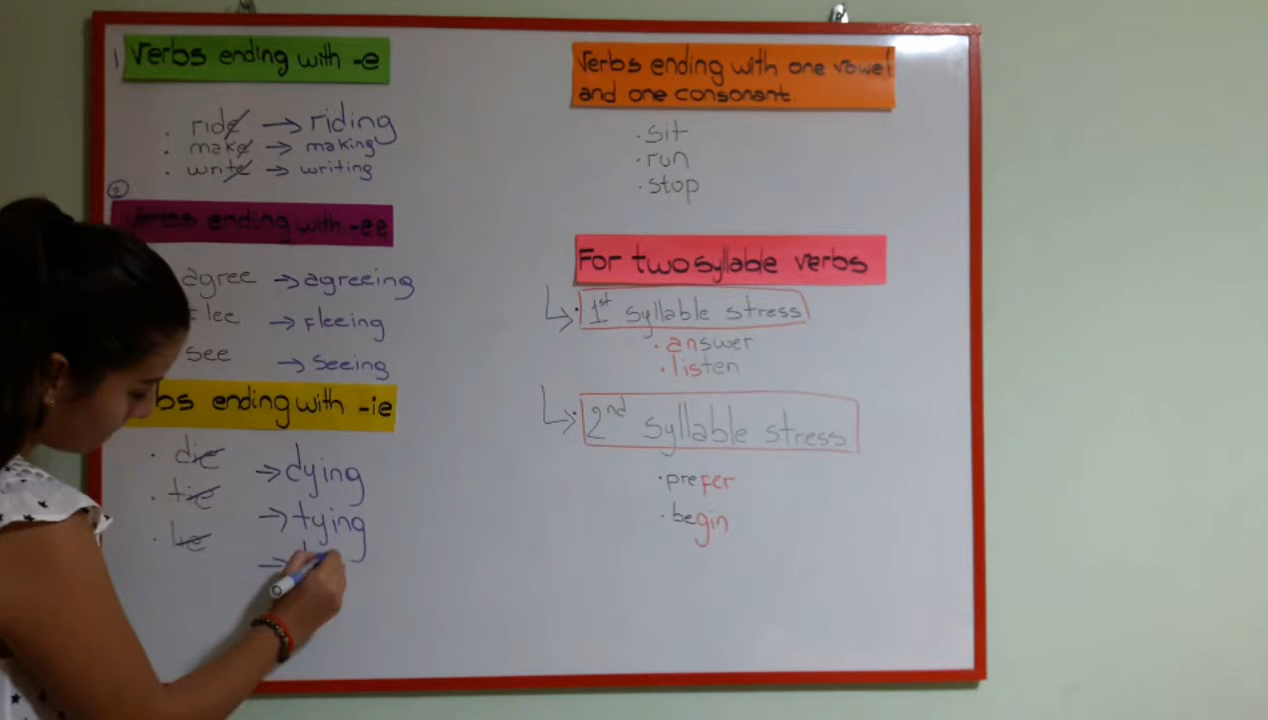 1 Verbs ending with -e
· ride → riding
· make → making
· write → writing
2
Verbs ending with -ee
agree → agreeing
flee → fleeing
see → seeing
bs ending with -ie
· die → dying
· tie → tying
· lie →
Verbs ending with one vowel
and one consonant.
· sit
· run
· stop
For two syllable verbs
· 1st syllable stress
· answer
· listen
· 2nd syllable stress
· prefer
· begin